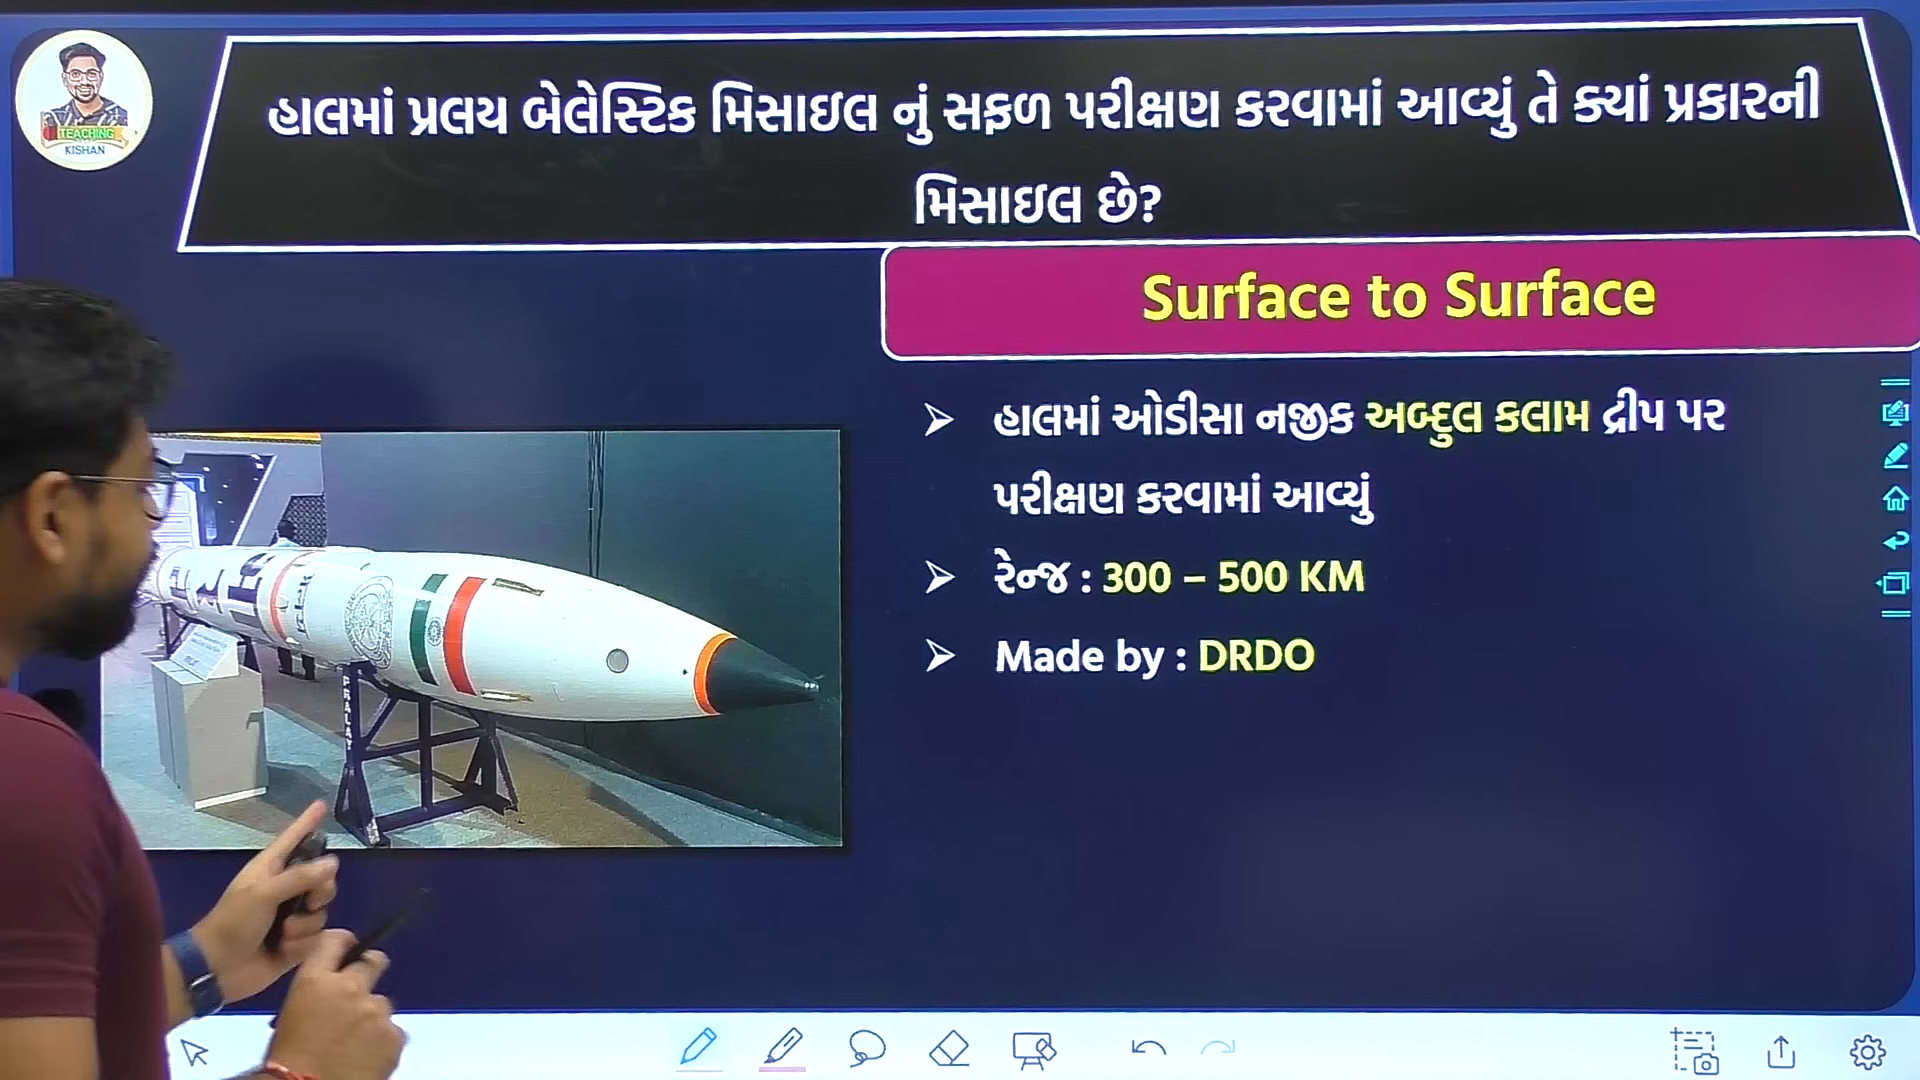 TEACHING
KISHAN
હાલમાં પ્રલય બેલેસ્ટિક મિસાઇલ નું સફળ પરીક્ષણ કરવામાં આવ્યું તે ક્યાં પ્રકારની
મિસાઇલ છે?
Surface to Surface
હાલમાં ઓડીસા નજીક અબ્દુલ કલામ દ્રીપ પર
પરીક્ષણ કરવામાં આવ્યું
રેન્જ : 300 – 500 KM
Made by : DRDO
PRALAY